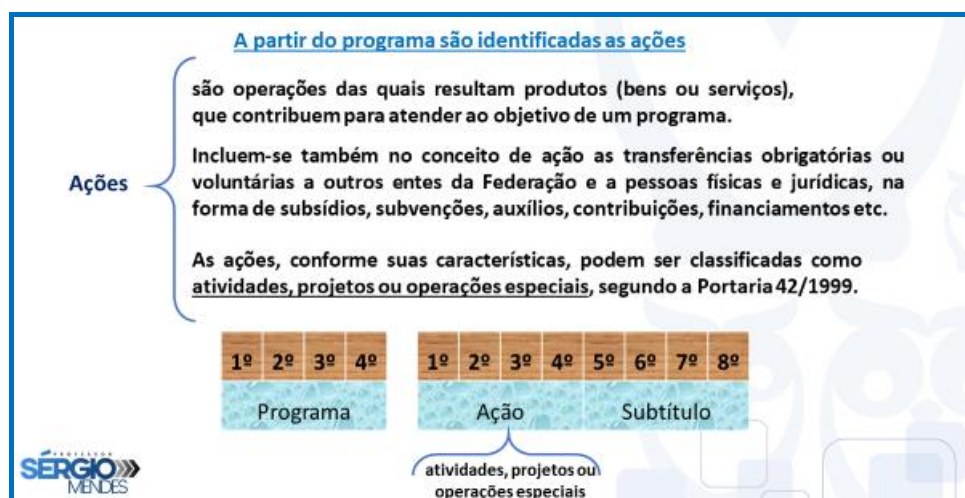 A partir do programa são identificadas as ações
são operações das quais resultam produtos (bens ou serviços),
que contribuem para atender ao objetivo de um programa.
Incluem-se também no conceito de ação as transferências obrigatórias ou
voluntárias a outros entes da Federação e a pessoas físicas e jurídicas, na
forma de subsídios, subvenções, auxílios, contribuições, financiamentos etc.
Ações
As ações, conforme suas características, podem ser classificadas como
atividades, projetos ou operações especiais, segundo a Portaria 42/1999.
1º 2º 3º 4º 1º 2º 3º 4º 5º 6º 7º 8º
Programa Ação Subtítulo
atividades, projetos ou
operações especiais
PROFESSOR
SÉRGIO
MENDES